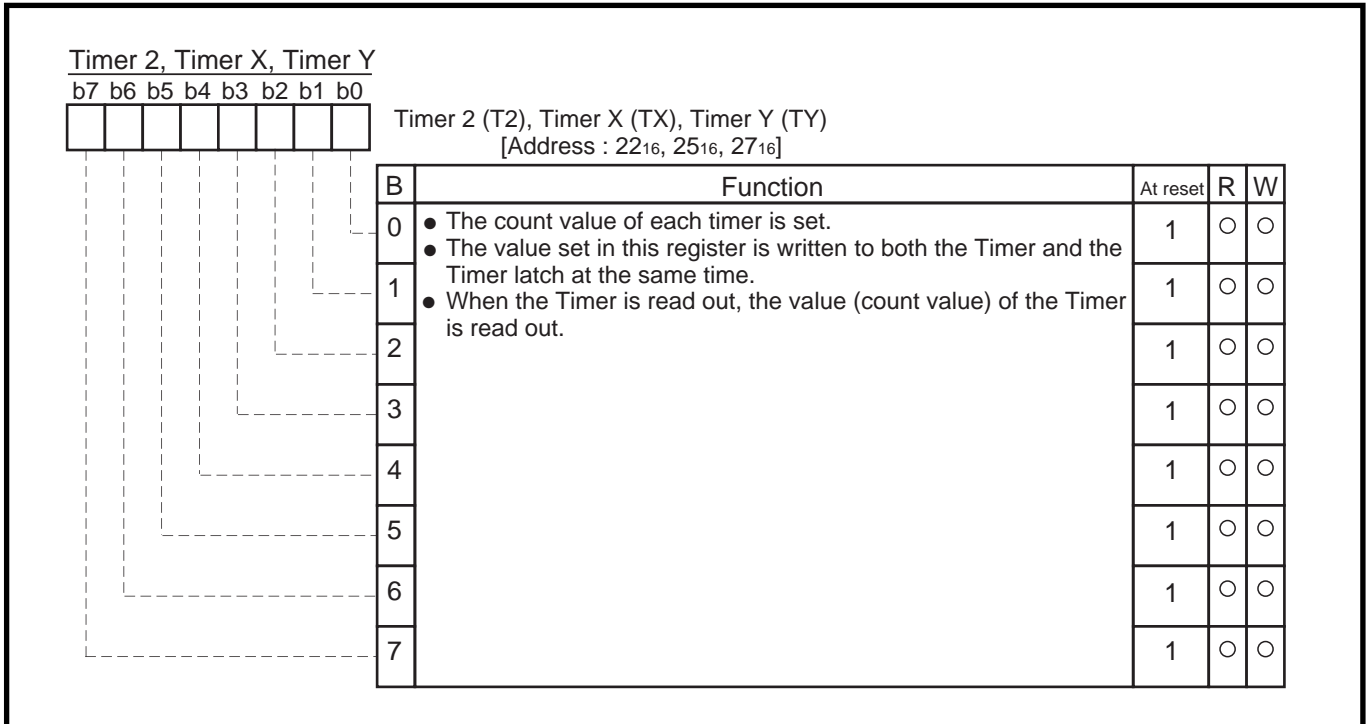 Timer 2, Timer X, Timer Y
b7 b6 b5 b4 b3 b2 b1 b0
Timer 2 (T2), Timer X (TX), Timer Y (TY)
[Address : 22₁₆, 25₁₆, 27₁₆]
B Function At reset R W
0 ● The count value of each timer is set. 1 ○ ○
● The value set in this register is written to both the Timer and the
Timer latch at the same time.
1 1 ○ ○
● When the Timer is read out, the value (count value) of the Timer
is read out.
2 1 ○ ○
3 1 ○ ○
4 1 ○ ○
5 1 ○ ○
6 1 ○ ○
7 1 ○ ○